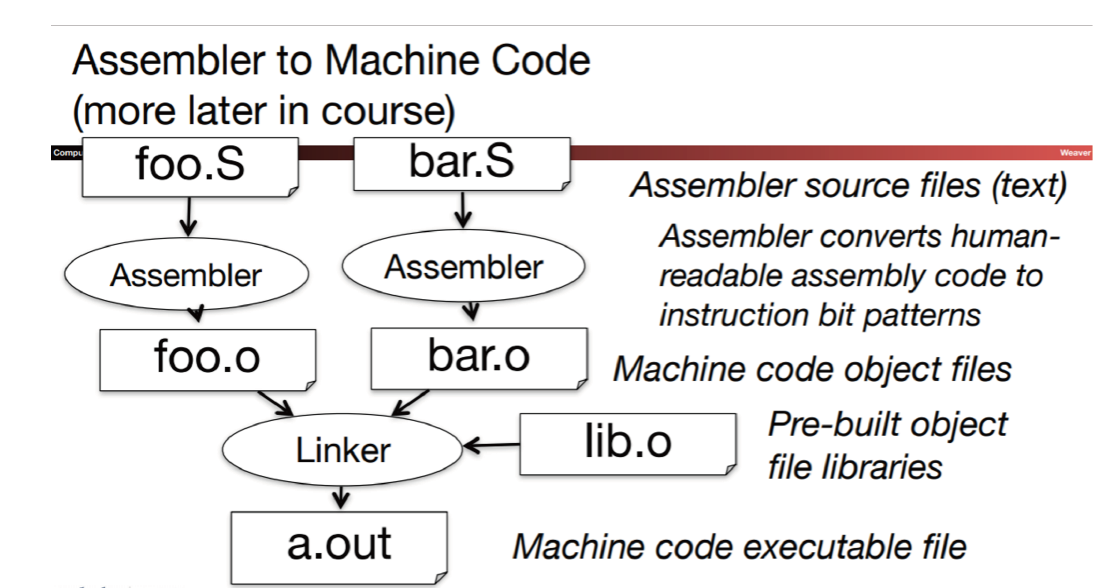 Assembler to Machine Code
(more later in course)
Weaver
foo.S
bar.S
Assembler source files (text)
Assembler
Assembler
Assembler converts human-
readable assembly code to
instruction bit patterns
foo.o
bar.o
Machine code object files
Linker
lib.o
Pre-built object
file libraries
a.out
Machine code executable file